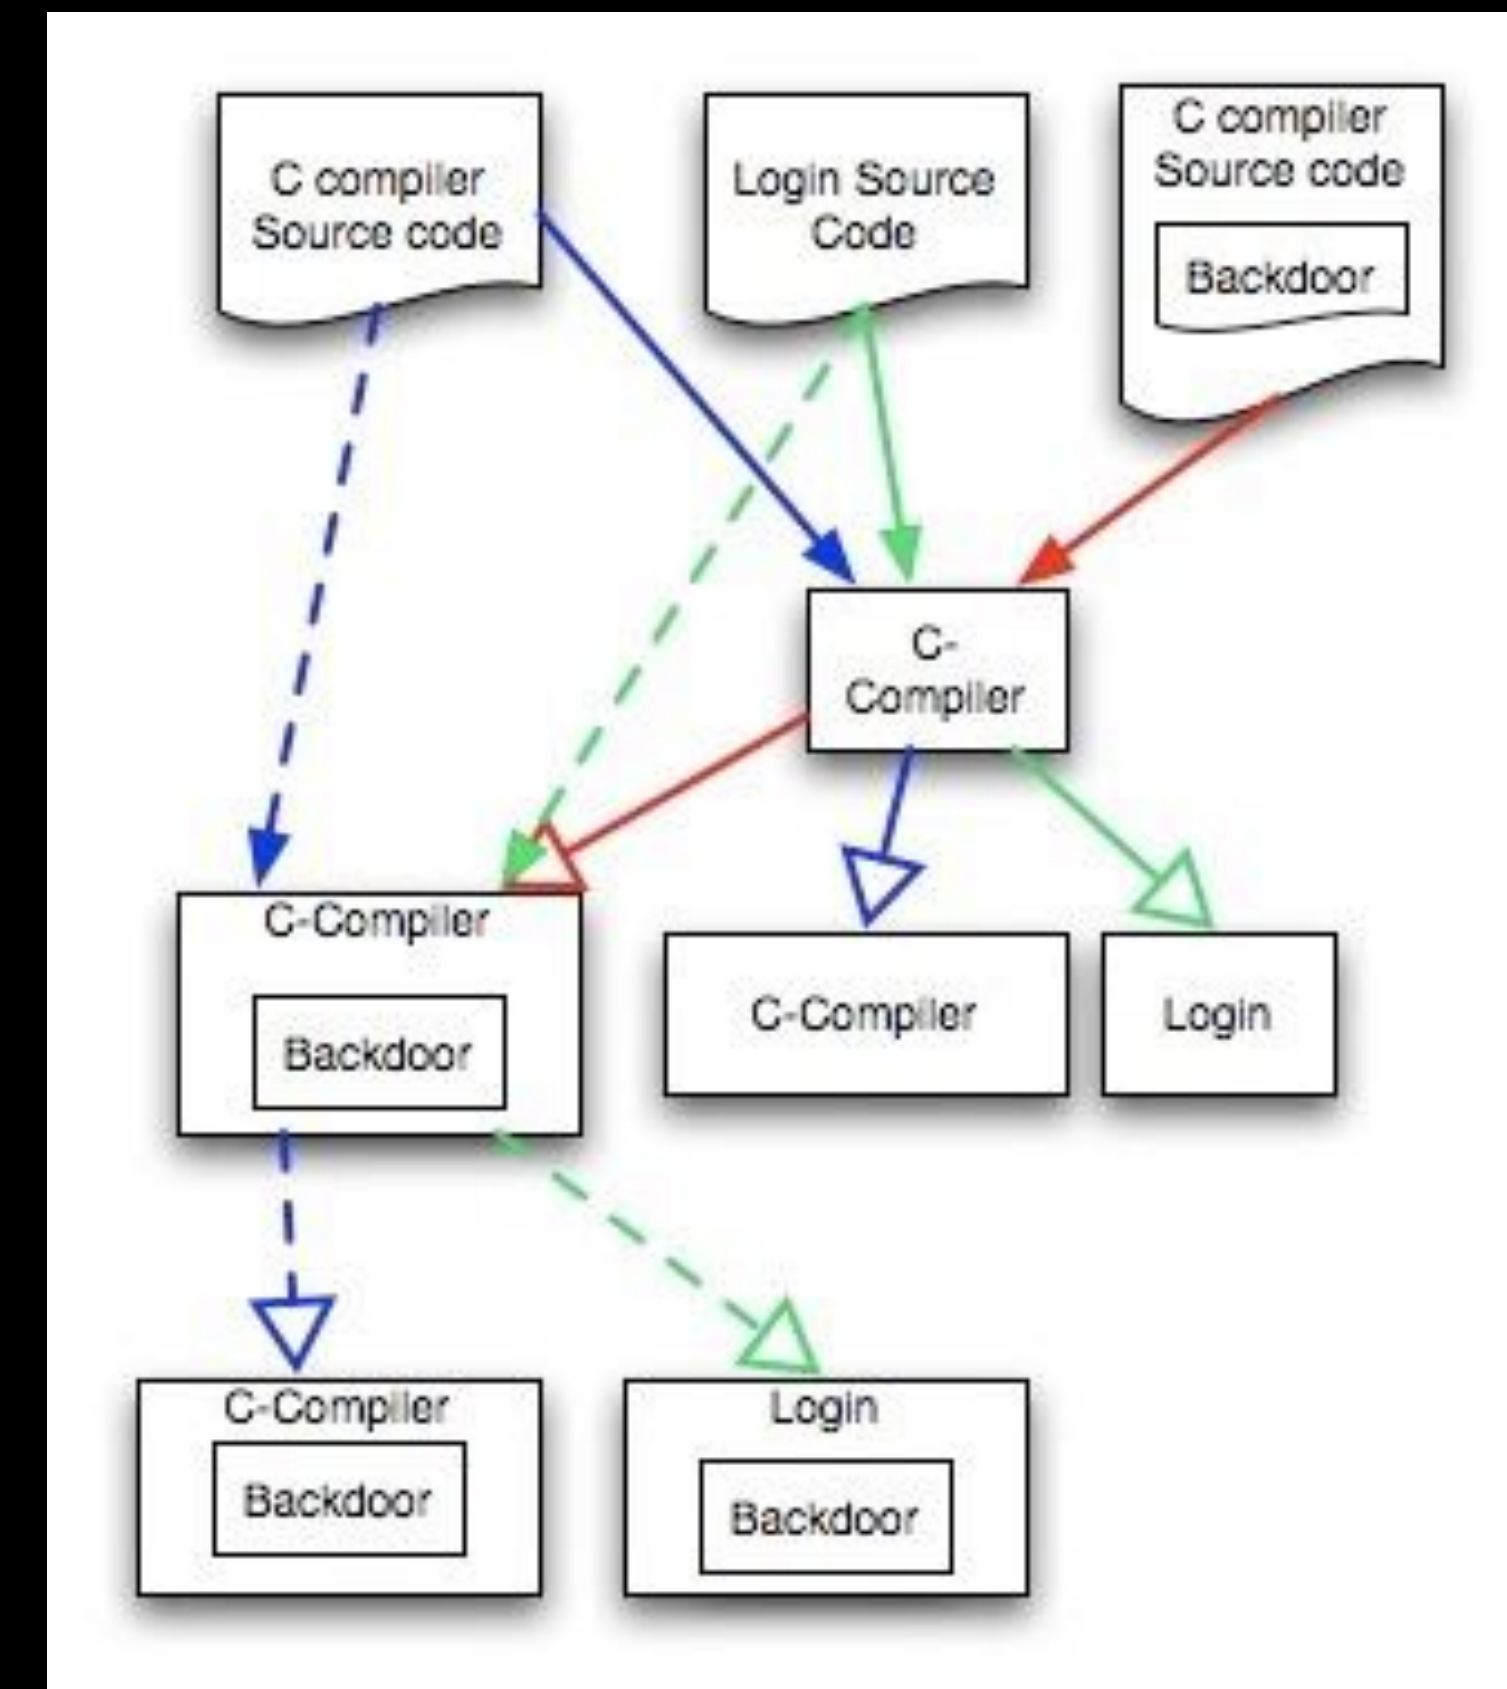 C compiler
Source code
Login Source
Code
C compiler
Source code
Backdoor
C-
Compiler
C-Compiler
Backdoor
C-Compiler
Login
C-Compiler
Backdoor
Login
Backdoor